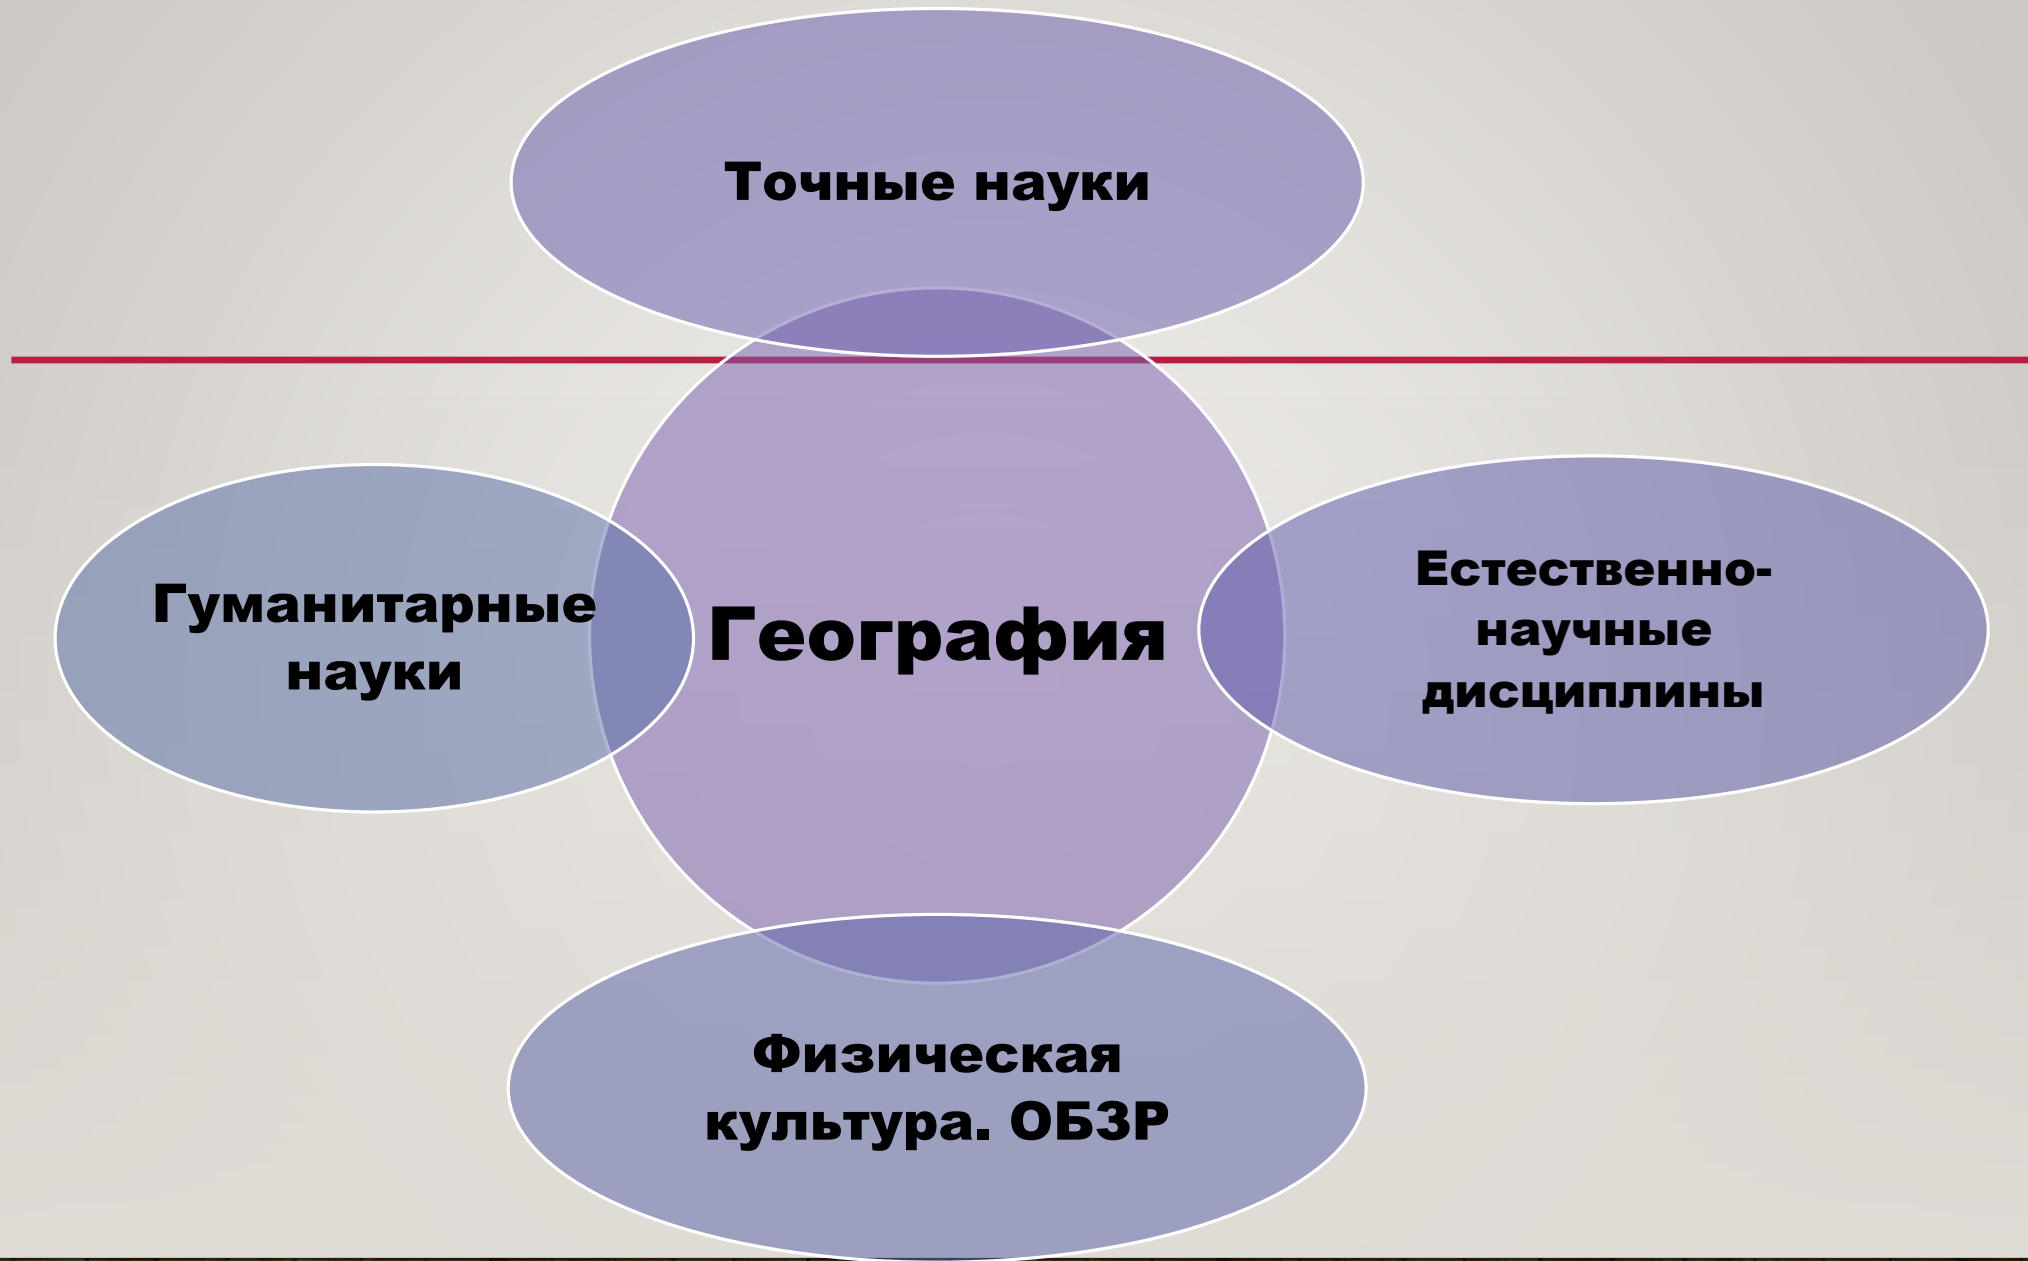 Точные науки
Гуманитарные
науки
География
Естественно-
научные
дисциплины
Физическая
культура. ОБЗР